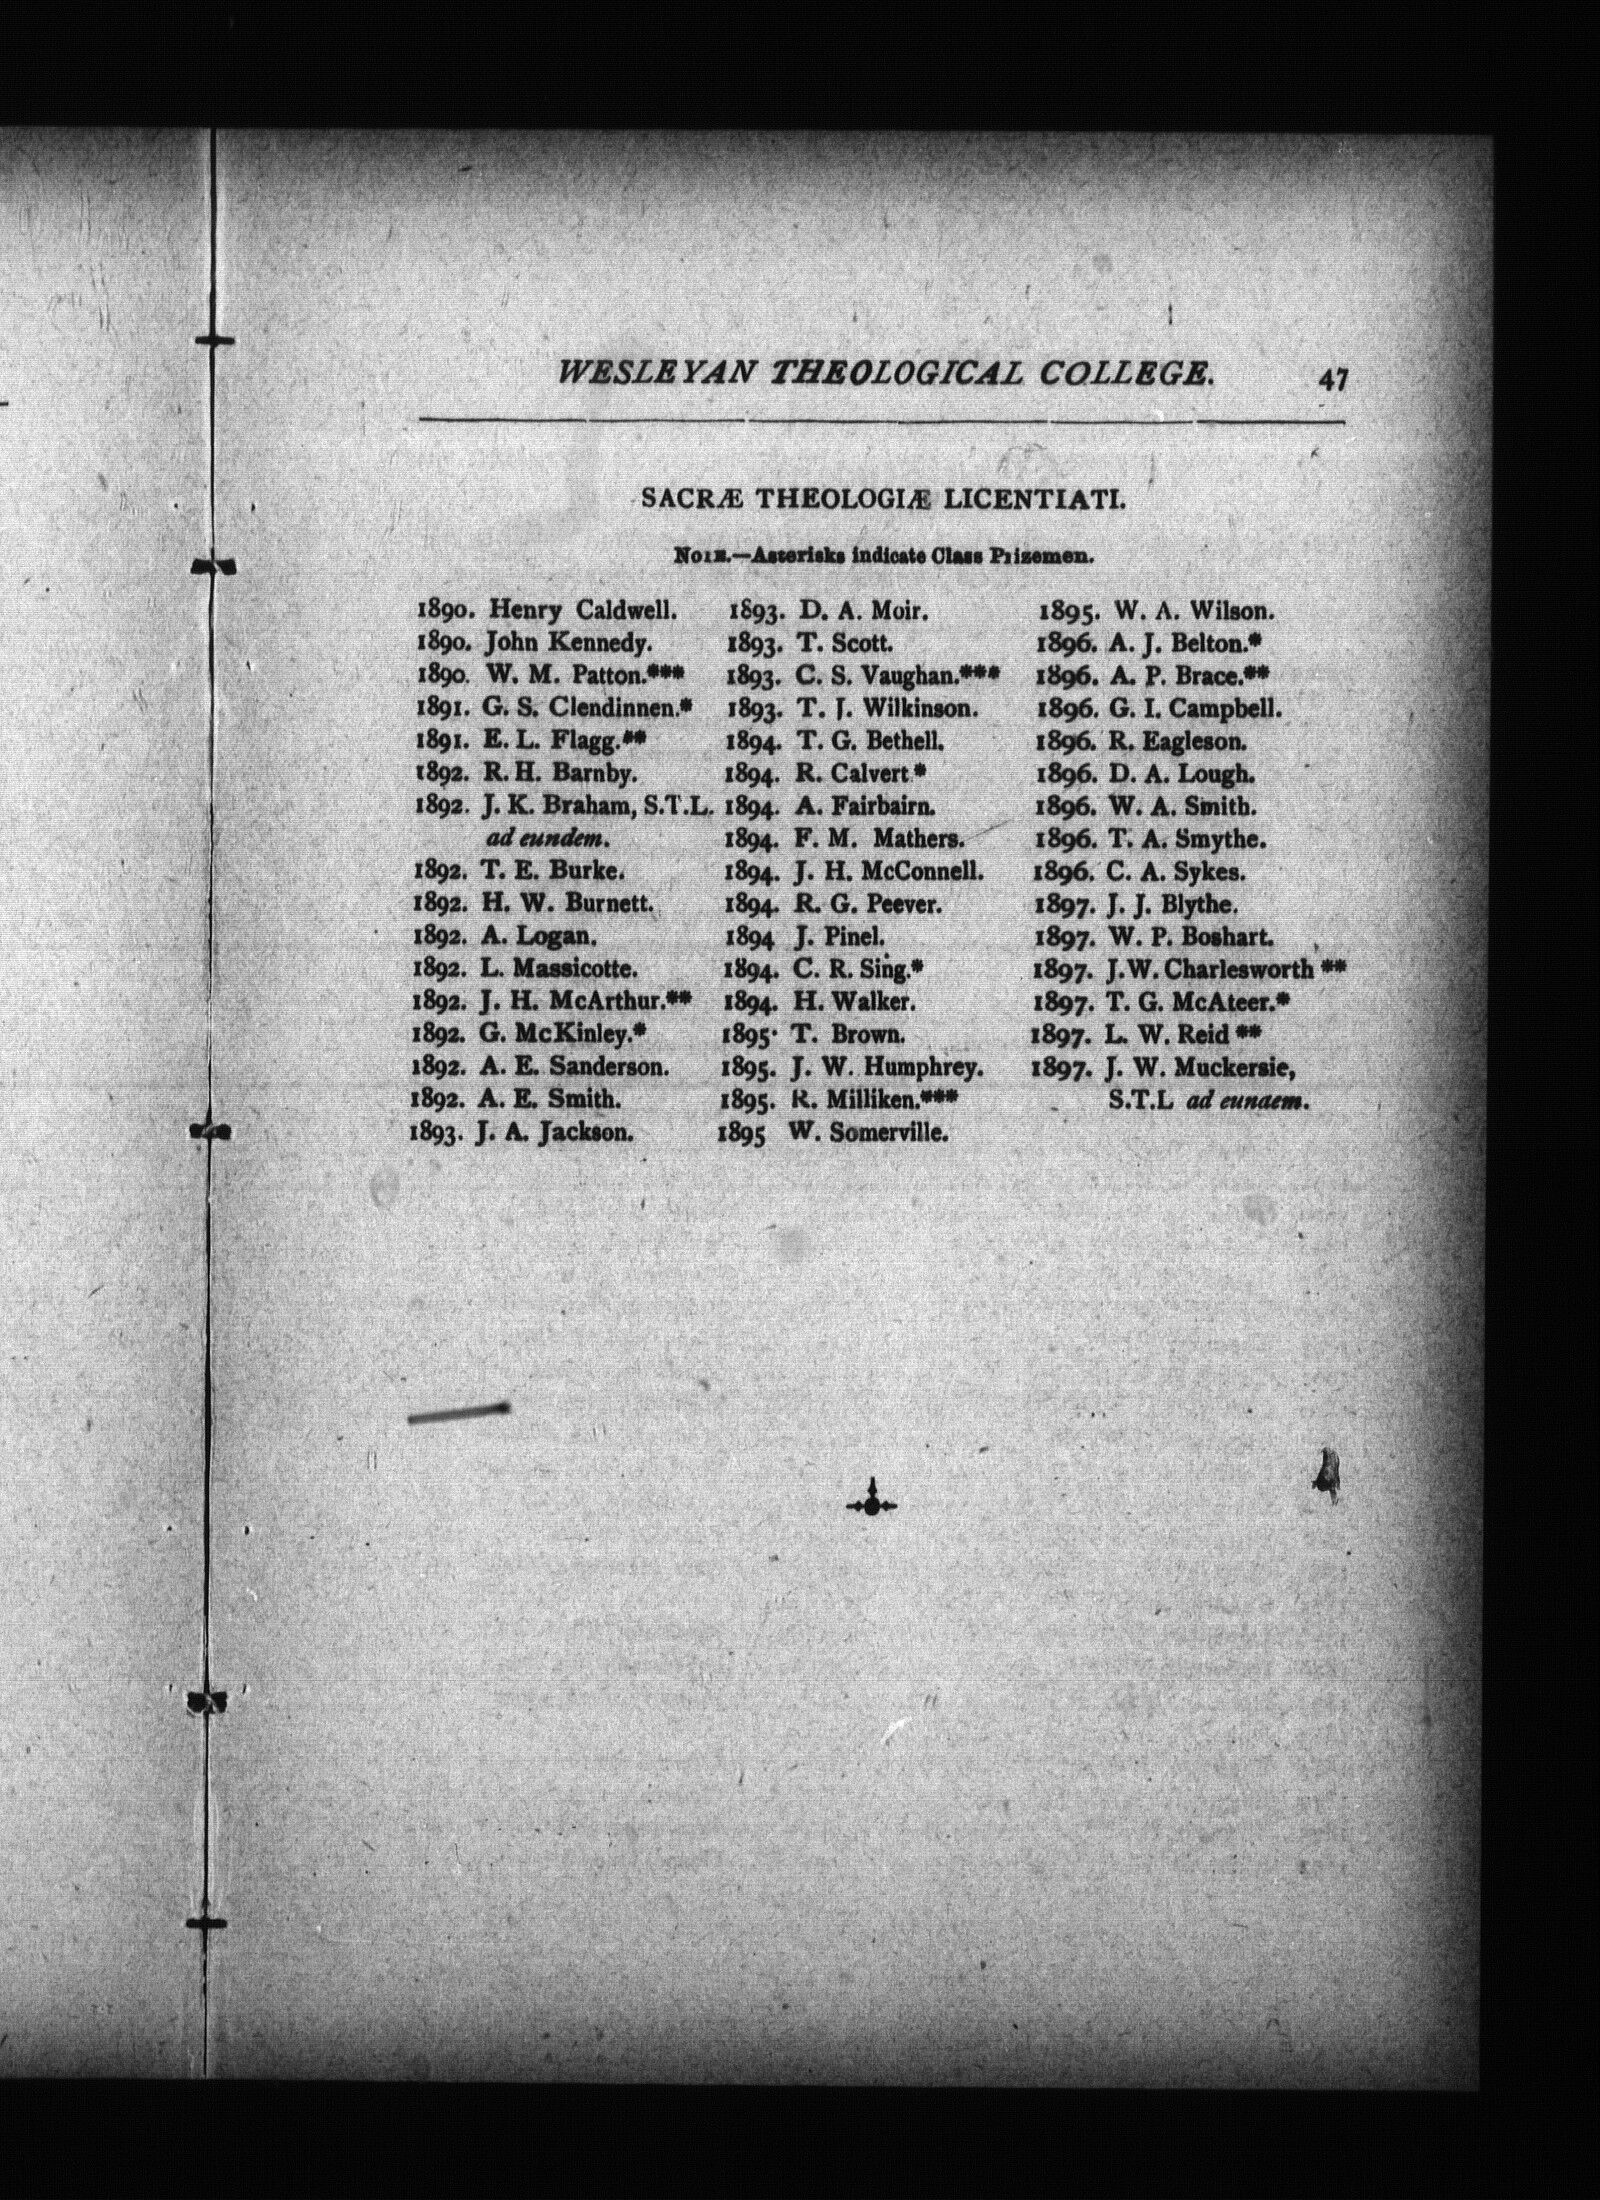 WESLEYAN THEOLOGICAL COLLEGE. 47
SACRÆ THEOLOGIÆ LICENTIATI.
NOTE.—Asterisks indicate Class Prizemen.
1890. Henry Caldwell.
1890. John Kennedy.
1890. W. M. Patton.***
1891. G. S. Clendinnen.*
1891. E. L. Flagg.**
1892. R. H. Barnby.
1892. J. K. Braham, S.T.L.
ad eundem.
1892. T. E. Burke.
1892. H. W. Burnett.
1892. A. Logan.
1892. L. Massicotte.
1892. J. H. McArthur.**
1892. G. McKinley.*
1892. A. E. Sanderson.
1892. A. E. Smith.
1893. J. A. Jackson.
1893. D. A. Moir.
1893. T. Scott.
1893. C. S. Vaughan.***
1893. T. J. Wilkinson.
1894. T. G. Bethell.
1894. R. Calvert *
1894. A. Fairbairn.
1894. F. M. Mathers.
1894. J. H. McConnell.
1894. R. G. Peever.
1894 J. Pinel.
1894. C. R. Sing.*
1894. H. Walker.
1895. T. Brown.
1895. J. W. Humphrey.
1895. R. Milliken.***
1895 W. Somerville.
1895. W. A. Wilson.
1896. A. J. Belton.*
1896. A. P. Brace.**
1896. G. I. Campbell.
1896. R. Eagleson.
1896. D. A. Lough.
1896. W. A. Smith.
1896. T. A. Smythe.
1896. C. A. Sykes.
1897. J. J. Blythe.
1897. W. P. Boshart.
1897. J. W. Charlesworth **
1897. T. G. McAteer.*
1897. L. W. Reid **
1897. J. W. Muckersie,
S.T.L ad eundem.